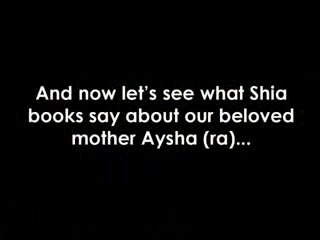 And now let's see what Shia
books say about our beloved
mother Aysha (ra)...